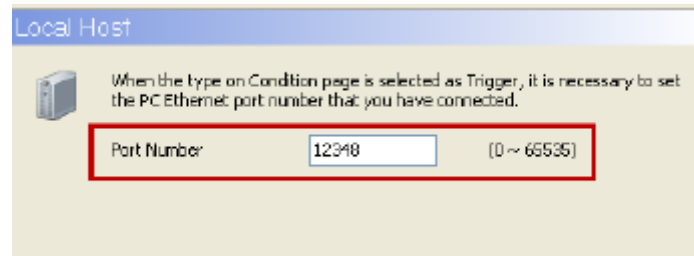 Local Host
When the type on Condition page is selected as Trigger, it is necessary to set
the PC Ethernet port number that you have connected.
Port Number 12348 (0 ~ 65535)